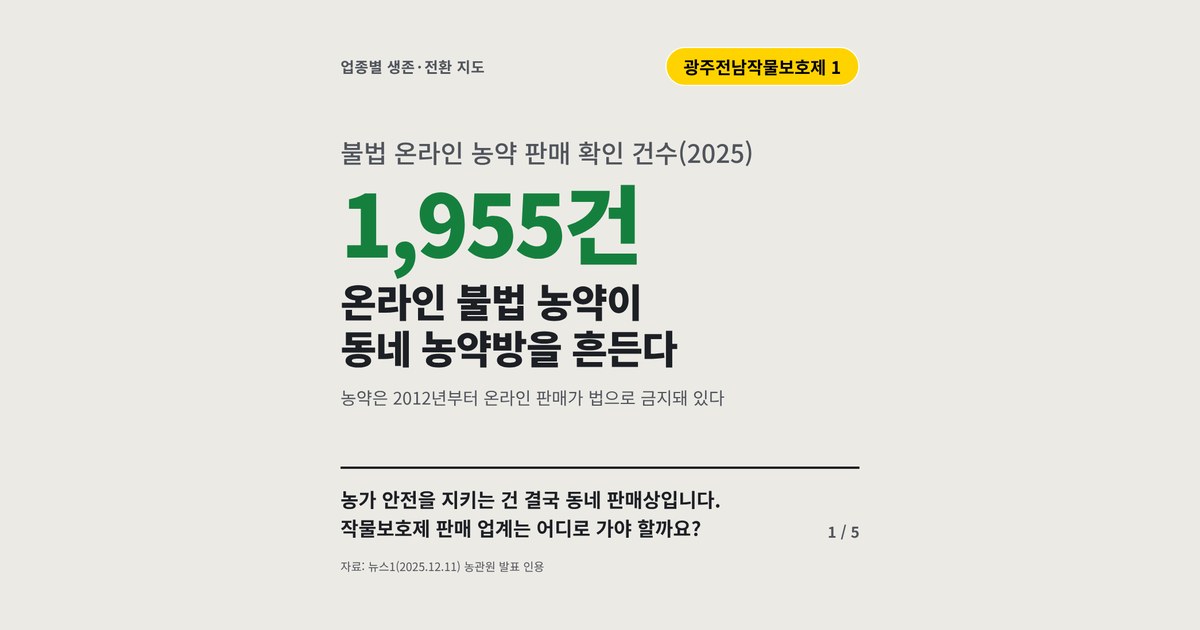 업종별 생존·전환 지도
광주전남작물보호제 1
불법 온라인 농약 판매 확인 건수(2025)
1,955건
온라인 불법 농약이
동네 농약방을 흔든다
농약은 2012년부터 온라인 판매가 법으로 금지돼 있다
농가 안전을 지키는 건 결국 동네 판매상입니다.
작물보호제 판매 업계는 어디로 가야 할까요?
1 / 5
자료: 뉴스1(2025.12.11) 농관원 발표 인용